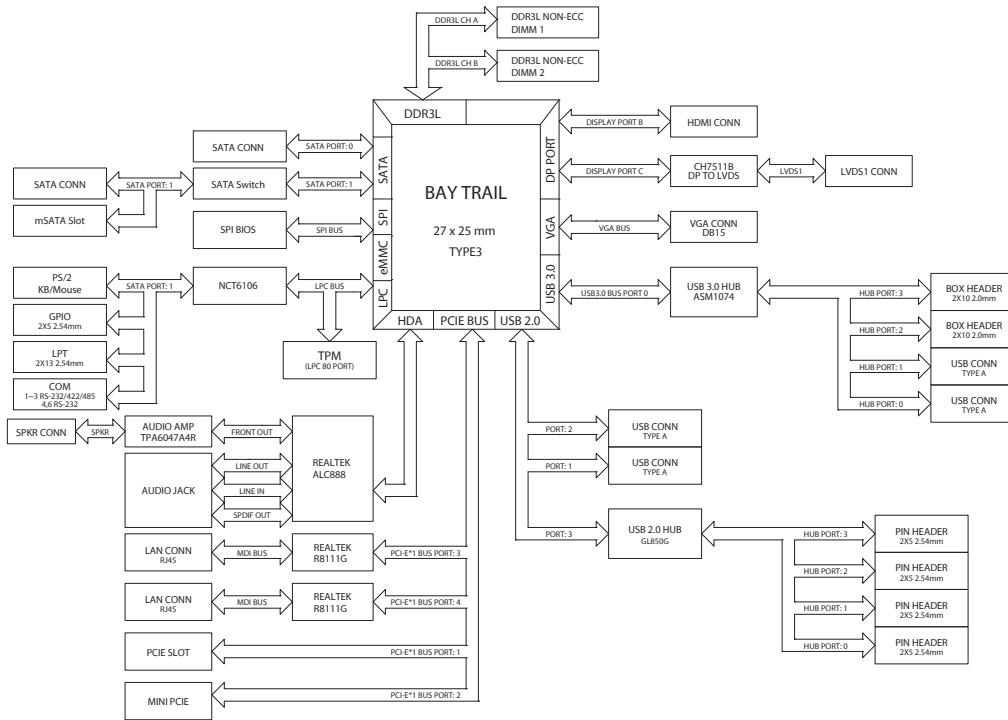 DDR3L CH A
DDR3L NON-ECC
DIMM 1
DDR3L CH B
DDR3L NON-ECC
DIMM 2
DDR3L
SATA CONN
SATA PORT: 0
SATA CONN
SATA PORT: 1
SATA Switch
SATA PORT: 1
mSATA Slot
SPI BIOS
SPI BUS
SATA
SPI
eMMC
LPC
BAY TRAIL
27 x 25 mm
TYPE3
DP PORT
VGA
USB 3.0
HDA
PCIE BUS
USB 2.0
DISPLAY PORT B
HDMI CONN
DISPLAY PORT C
CH7511B
DP TO LVDS
LVDS1
LVDS1 CONN
VGA BUS
VGA CONN
DB15
USB3.0 BUS PORT 0
USB 3.0 HUB
ASM1074
HUB PORT: 3
BOX HEADER
2X10 2.0mm
HUB PORT: 2
BOX HEADER
2X10 2.0mm
HUB PORT: 1
USB CONN
TYPE A
HUB PORT: 0
USB CONN
TYPE A
PS/2
KB/Mouse
SATA PORT: 1
NCT6106
LPC BUS
GPIO
2X5 2.54mm
LPT
2X13 2.54mm
COM
1~3 RS-232/422/485
4,6 RS-232
TPM
(LPC 80 PORT)
SPKR CONN
SPKR
AUDIO AMP
TPA6047A4R
FRONT OUT
REALTEK
ALC888
AUDIO JACK
LINE OUT
LINE IN
SPDIF OUT
LAN CONN
RJ45
MDI BUS
REALTEK
R8111G
PCI-E*1 BUS PORT: 3
LAN CONN
RJ45
MDI BUS
REALTEK
R8111G
PCI-E*1 BUS PORT: 4
PCIE SLOT
PCI-E*1 BUS PORT: 1
MINI PCIE
PCI-E*1 BUS PORT: 2
PORT: 2
USB CONN
TYPE A
PORT: 1
USB CONN
TYPE A
PORT: 3
USB 2.0 HUB
GL850G
HUB PORT: 3
PIN HEADER
2X5 2.54mm
HUB PORT: 2
PIN HEADER
2X5 2.54mm
HUB PORT: 1
PIN HEADER
2X5 2.54mm
HUB PORT: 0
PIN HEADER
2X5 2.54mm